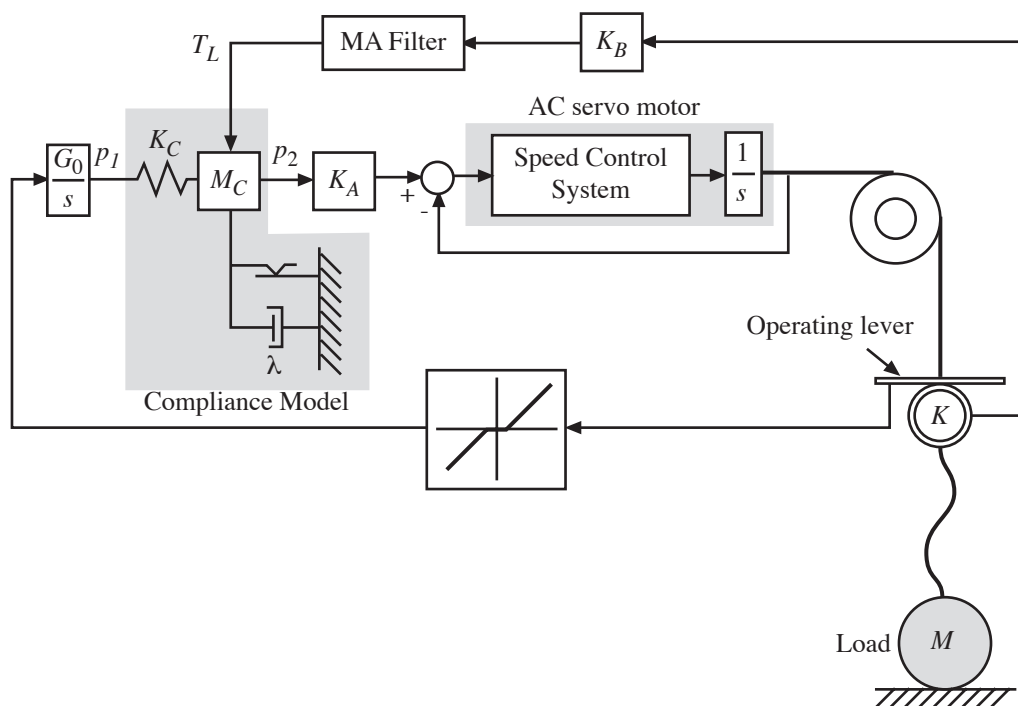 MA Filter
K_B
T_L
AC servo motor
K_C
G_0
s
p_1
M_C
p_2
K_A
+
-
Speed Control
System
1
s
λ
Compliance Model
Operating lever
K
Load
M